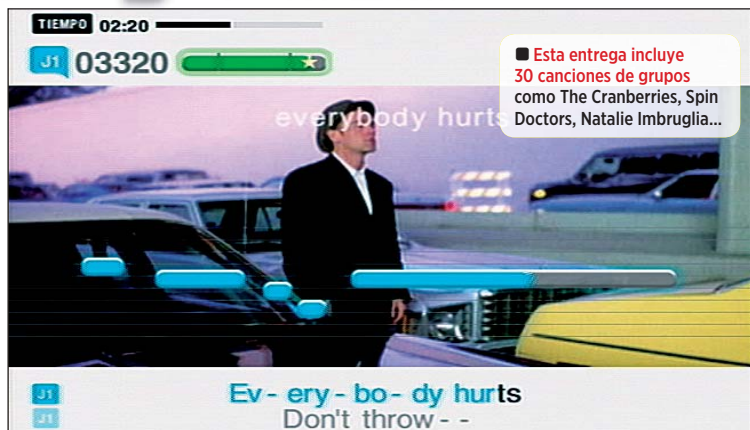 TIEMPO 02:20
J1 03320
■ Esta entrega incluye
30 canciones de grupos
como The Cranberries, Spin
Doctors, Natalie Imbruglia...
everybody hurts
J1 Ev- ery- bo- dy hurts
J1 Don't throw - -